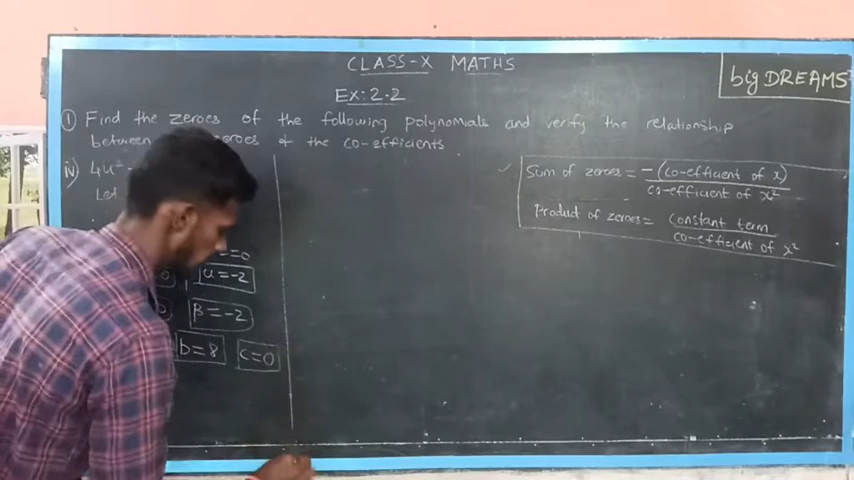 CLASS-X MATHS
big DREAMS
EX: 2.2
① Find the zeroes of the following polynomials and verify the relationship
between zeroes & the co-efficients
iv) 4u²
Let
=0
u=-2
β=-2
b=8 c=0
Sum of zeroes = -(co-efficient of x) / co-efficient of x²
Product of zeroes = Constant term / co-efficient of x²